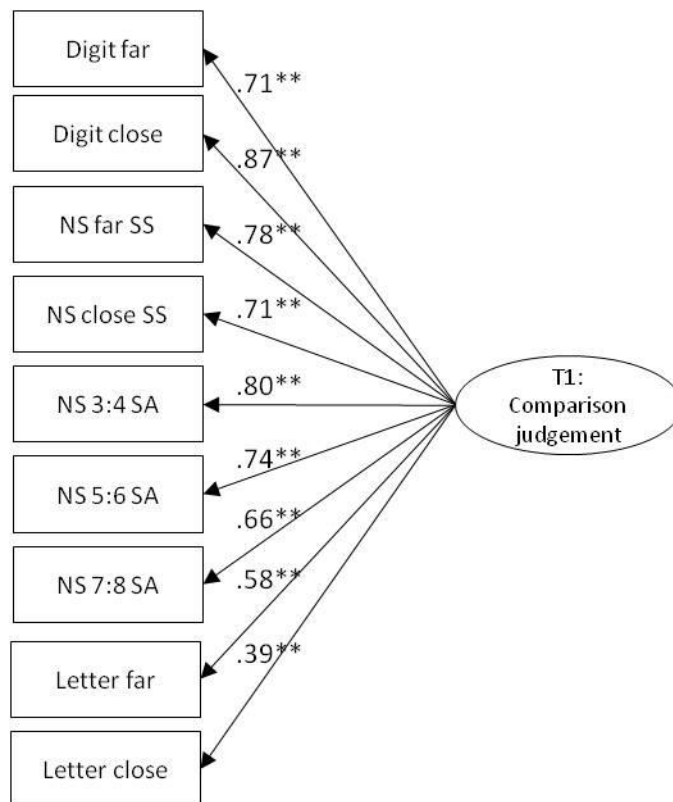 Digit far
.71**
Digit close
.87**
NS far SS
.78**
NS close SS
.71**
NS 3:4 SA
.80**
T1:
Comparison
judgement
NS 5:6 SA
.74**
NS 7:8 SA
.66**
.58**
Letter far
.39**
Letter close